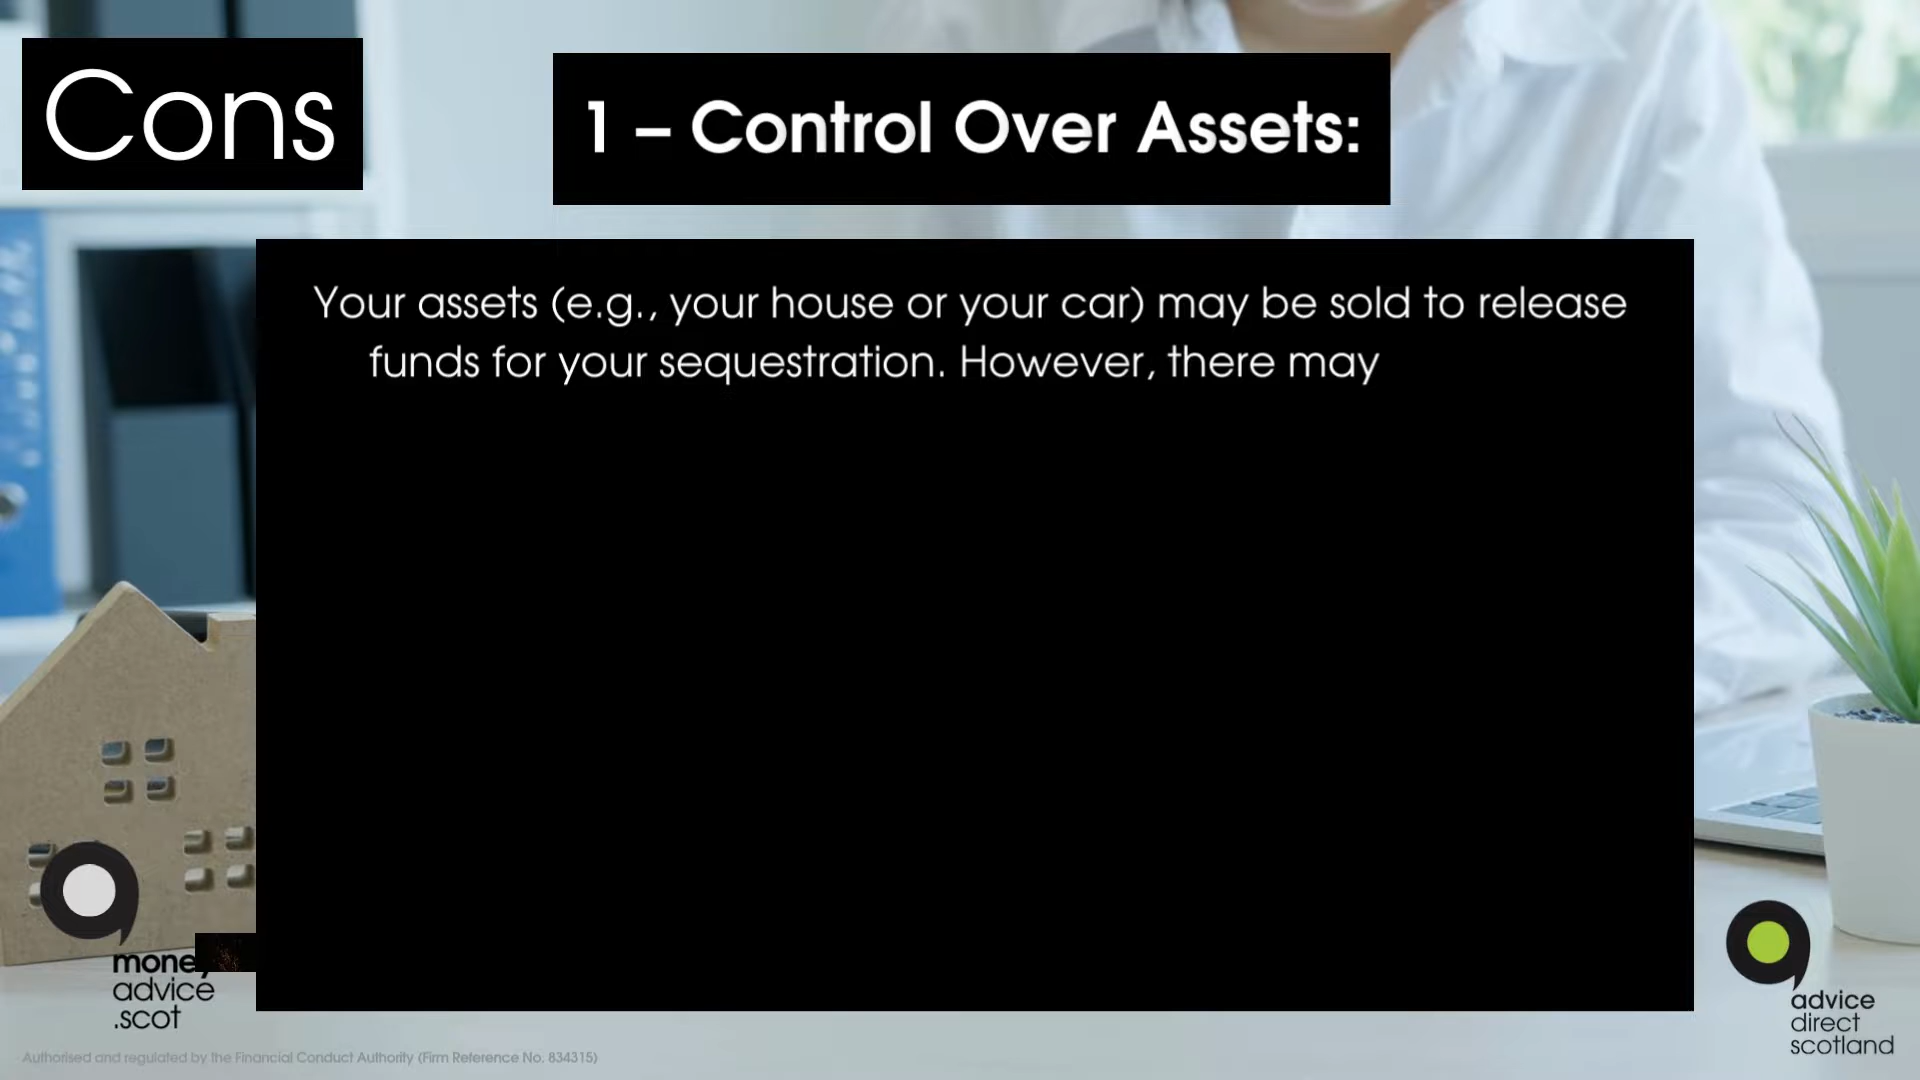 Cons
1 – Control Over Assets:
Your assets (e.g., your house or your car) may be sold to release
funds for your sequestration. However, there may
money
advice
.scot
advice
direct
scotland
Authorised and regulated by the Financial Conduct Authority (Firm Reference No. 834315)